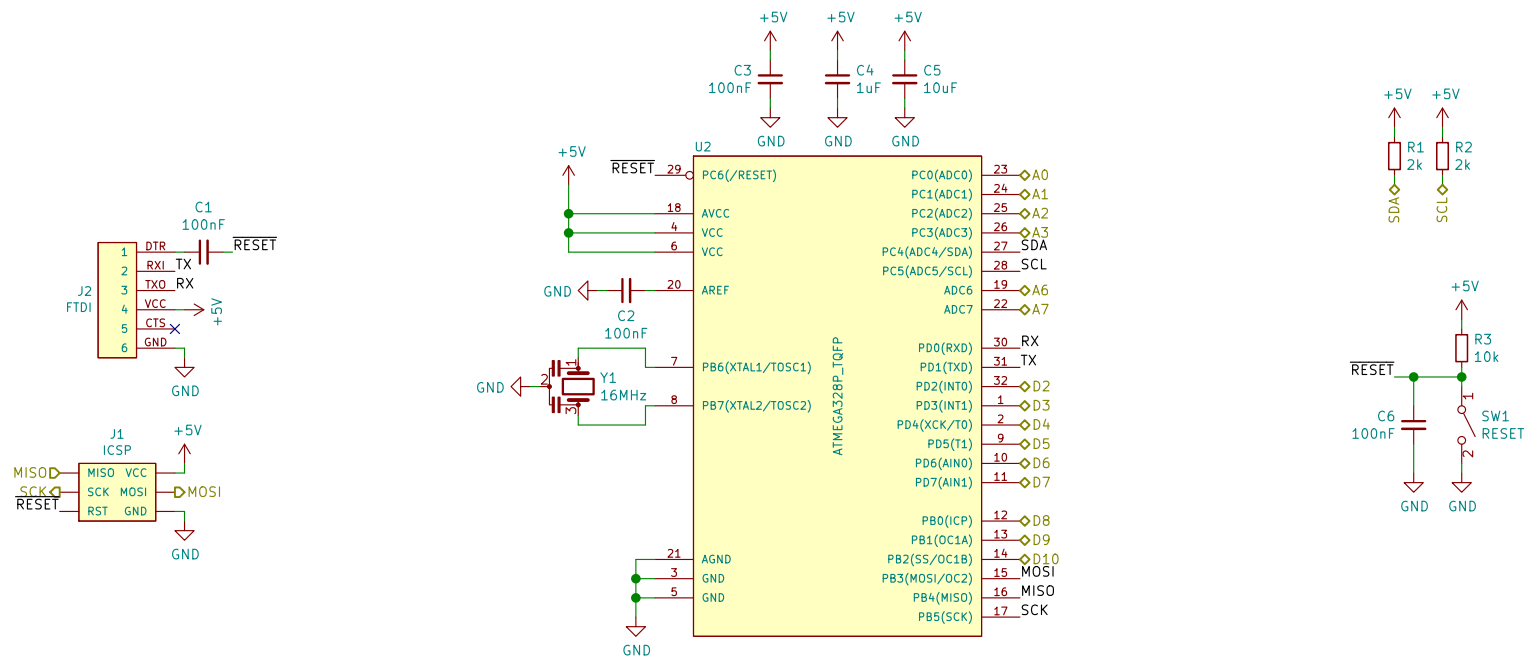 +5V
+5V
+5V
C3
100nF
C4
1uF
C5
10uF
GND
GND
GND
+5V
+5V
R1
2k
R2
2k
SDA
SCL
C1
100nF
RESET
1 DTR
2 RXI TX
3 TXO RX
4 VCC +5V
5 CTS
6 GND
J2
FTDI
GND
J1
ICSP
+5V
MISO MISO VCC
SCK SCK MOSI MOSI
RESET RST GND
GND
U2
ATMEGA328P_TQFP
+5V
RESET 29 PC6(/RESET)
18 AVCC
4 VCC
6 VCC
GND
C2
100nF
20 AREF
GND
1
2
3
Y1
16MHz
7 PB6(XTAL1/TOSC1)
8 PB7(XTAL2/TOSC2)
21 AGND
3 GND
5 GND
GND
PC0(ADC0) 23 A0
PC1(ADC1) 24 A1
PC2(ADC2) 25 A2
PC3(ADC3) 26 A3
PC4(ADC4/SDA) 27 SDA
PC5(ADC5/SCL) 28 SCL
ADC6 19 A6
ADC7 22 A7
PD0(RXD) 30 RX
PD1(TXD) 31 TX
PD2(INT0) 32 D2
PD3(INT1) 1 D3
PD4(XCK/T0) 2 D4
PD5(T1) 9 D5
PD6(AIN0) 10 D6
PD7(AIN1) 11 D7
PB0(ICP) 12 D8
PB1(OC1A) 13 D9
PB2(SS/OC1B) 14 D10
PB3(MOSI/OC2) 15 MOSI
PB4(MISO) 16 MISO
PB5(SCK) 17 SCK
+5V
R3
10k
RESET
C6
100nF
1
SW1
RESET
2
GND
GND